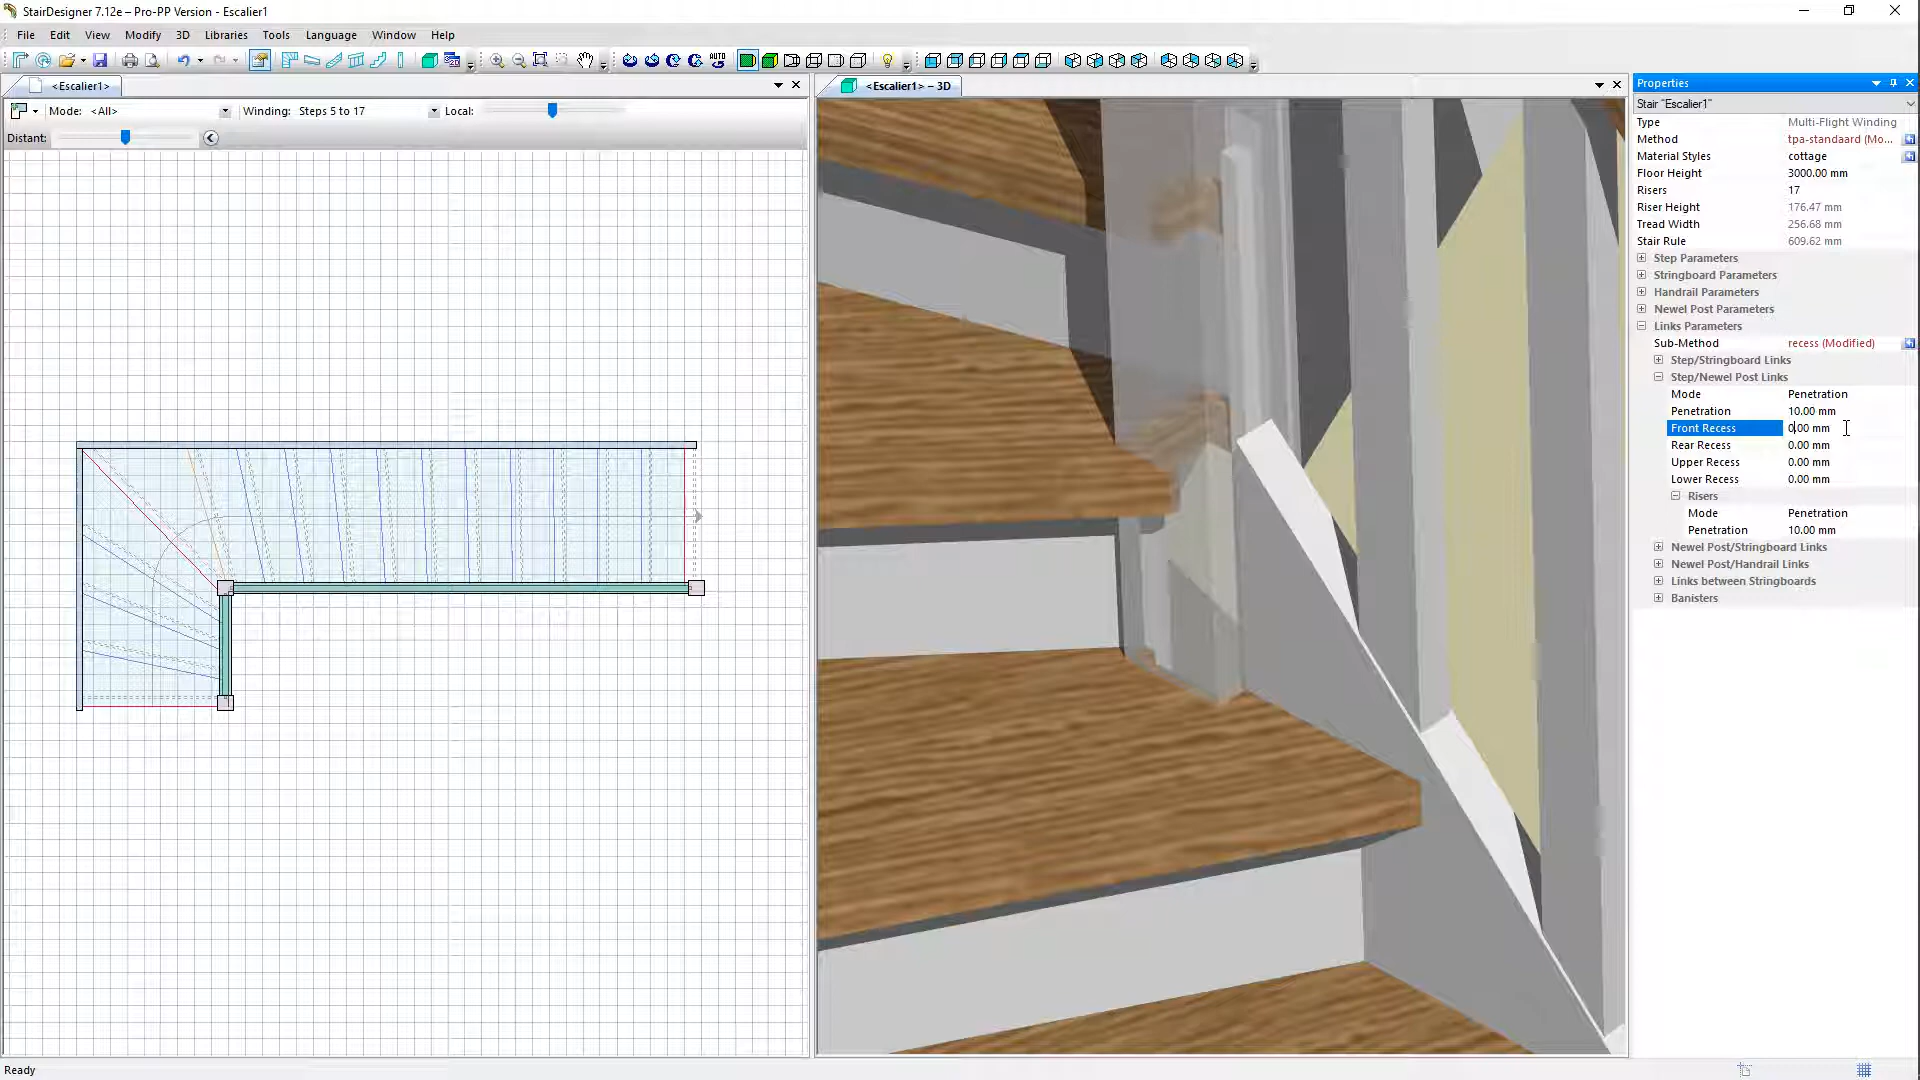 StairDesigner 7.12e – Pro-PP Version - Escalier1
File Edit View Modify 3D Libraries Tools Language Window Help
AUTO
<Escalier1>
<Escalier1> – 3D
Mode: <All> Winding: Steps 5 to 17 Local:
Distant:
Properties
Stair "Escalier1"
Type Multi-Flight Winding
Method tpa-standaard (Mo...
Material Styles cottage
Floor Height 3000.00 mm
Risers 17
Riser Height 176.47 mm
Tread Width 256.68 mm
Stair Rule 609.62 mm
Step Parameters
Stringboard Parameters
Handrail Parameters
Newel Post Parameters
Links Parameters
Sub-Method recess (Modified)
Step/Stringboard Links
Step/Newel Post Links
Mode Penetration
Penetration 10.00 mm
Front Recess 0.00 mm
Rear Recess 0.00 mm
Upper Recess 0.00 mm
Lower Recess 0.00 mm
Risers
Mode Penetration
Penetration 10.00 mm
Newel Post/Stringboard Links
Newel Post/Handrail Links
Links between Stringboards
Banisters
Ready